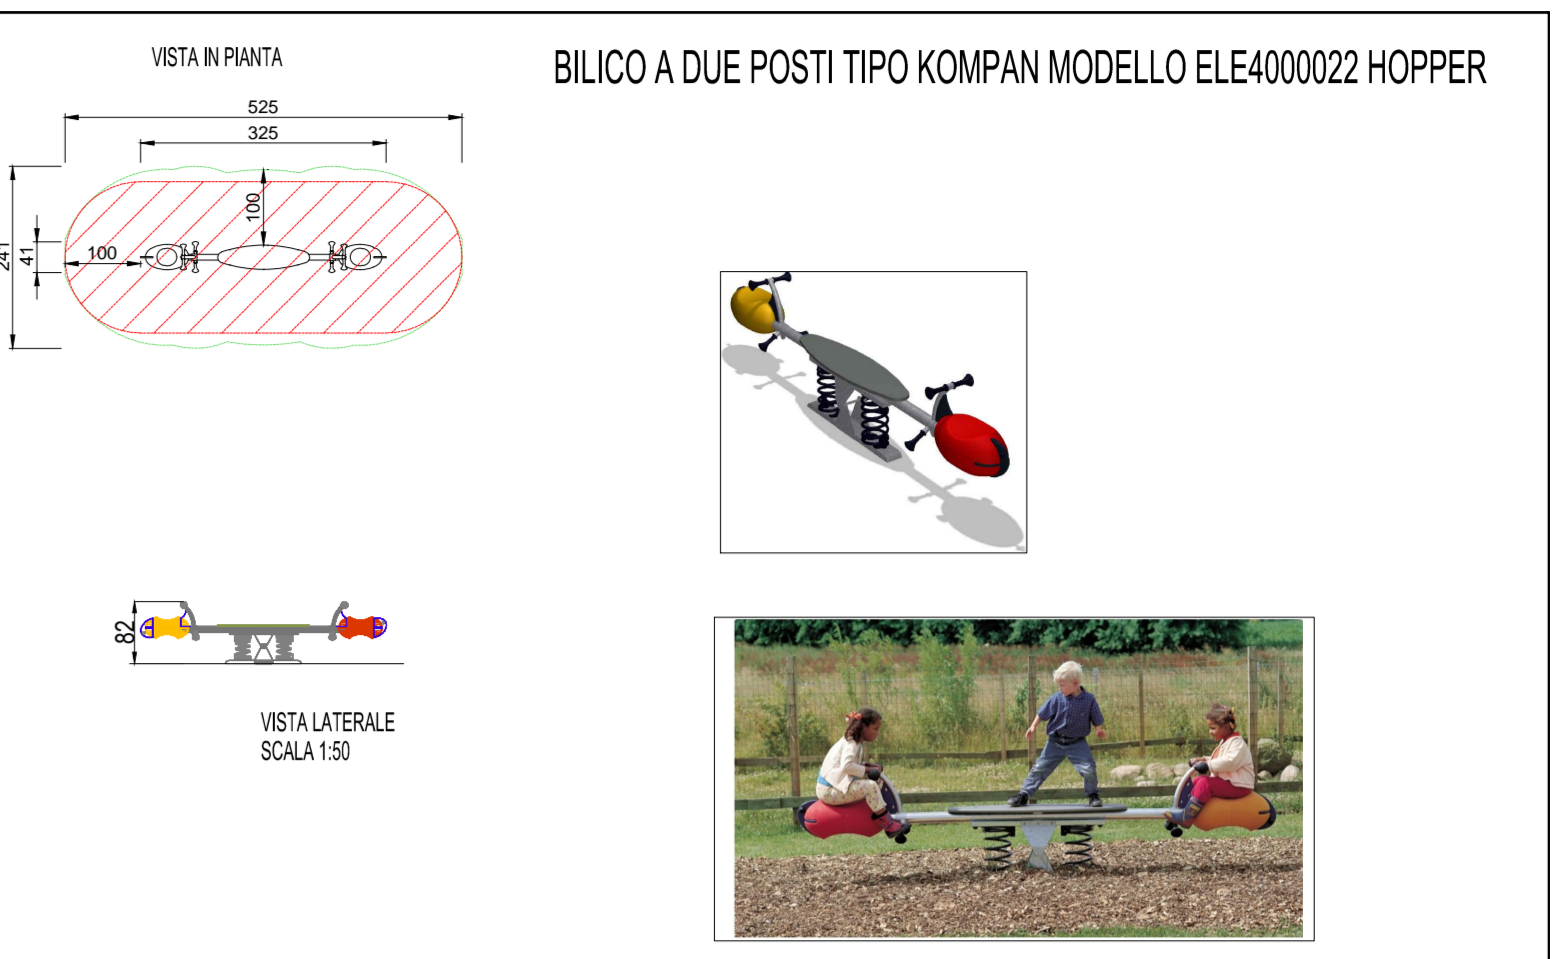 VISTA IN PIANTA
BILICO A DUE POSTI TIPO KOMPAN MODELLO ELE4000022 HOPPER
525
325
100
241
41
100
82
VISTA LATERALE
SCALA 1:50